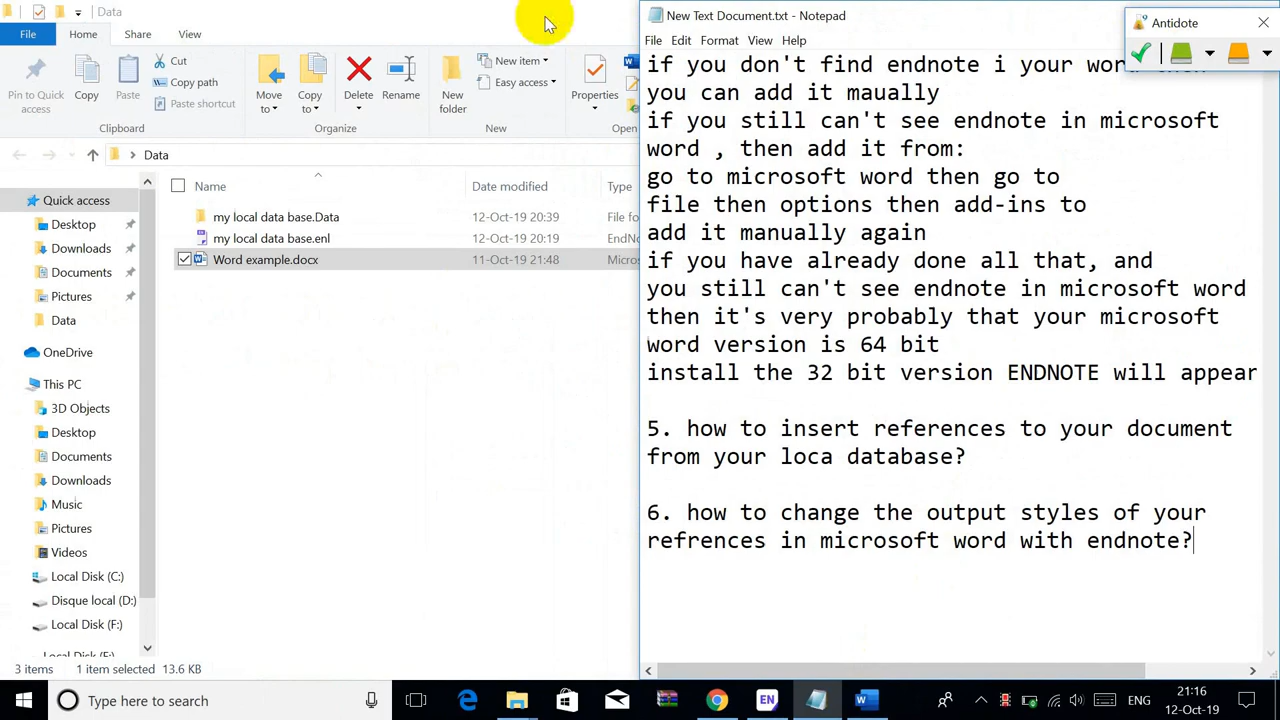 Data
New Text Document.txt - Notepad
Antidote
File Home Share View
File Edit Format View Help
Pin to Quick access
Copy
Paste
Cut
Copy path
Paste shortcut
Clipboard
Move to
Copy to
Delete
Rename
Organize
New folder
New item
Easy access
New
Properties
Open
Data
Name Date modified Type
my local data base.Data 12-Oct-19 20:39 File fo
my local data base.enl 12-Oct-19 20:19 EndNo
Word example.docx 11-Oct-19 21:48 Micros
Quick access
Desktop
Downloads
Documents
Pictures
Data
OneDrive
This PC
3D Objects
Desktop
Documents
Downloads
Music
Pictures
Videos
Local Disk (C:)
Disque local (D:)
Local Disk (F:)
3 items 1 item selected 13.6 KB
if you don't find endnote i your word then
you can add it maually
if you still can't see endnote in microsoft
word , then add it from:
go to microsoft word then go to
file then options then add-ins to
add it manually again
if you have already done all that, and
you still can't see endnote in microsoft word
then it's very probably that your microsoft
word version is 64 bit
install the 32 bit version ENDNOTE will appear
5. how to insert references to your document
from your loca database?
6. how to change the output styles of your
refrences in microsoft word with endnote?
Type here to search
EN
ENG
21:16
12-Oct-19